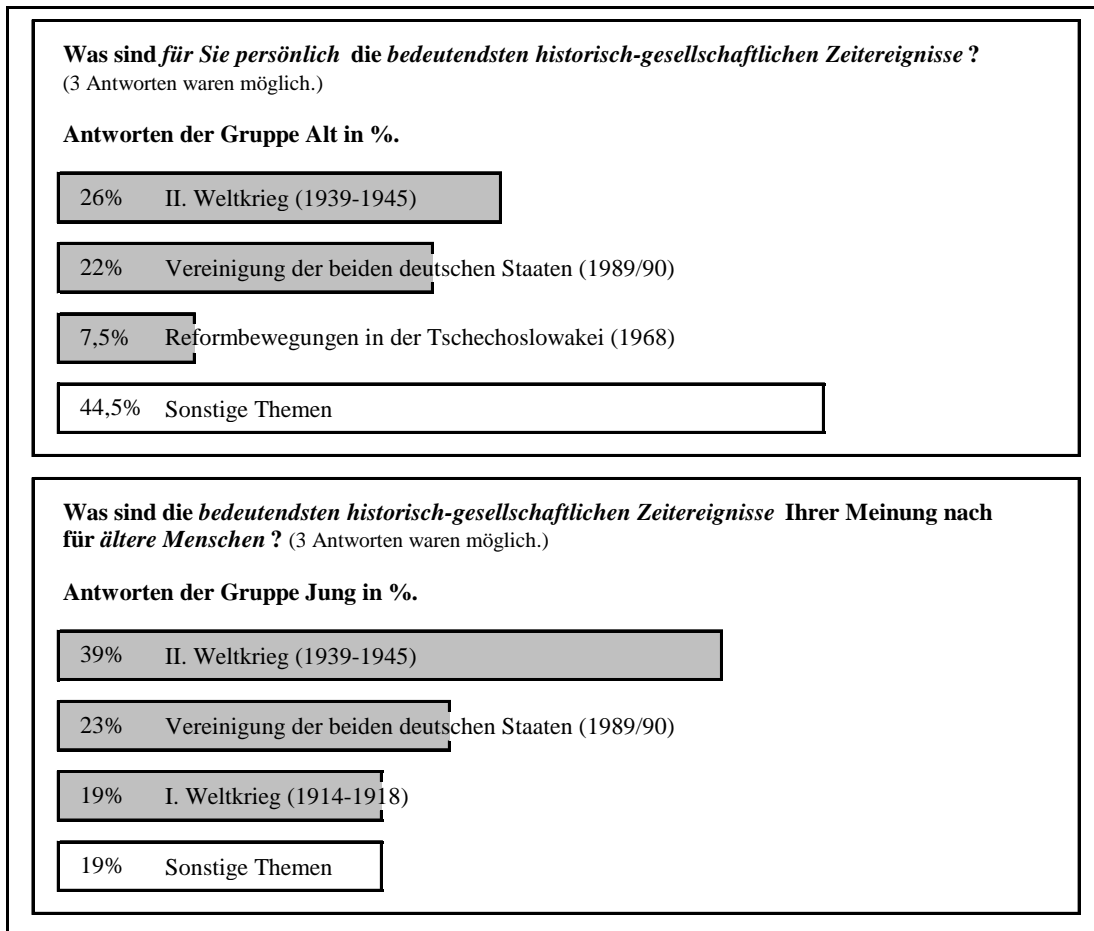 Was sind für Sie persönlich die bedeutendsten historisch-gesellschaftlichen Zeitereignisse ?
(3 Antworten waren möglich.)
Antworten der Gruppe Alt in %.
26% II. Weltkrieg (1939-1945)
22% Vereinigung der beiden deutschen Staaten (1989/90)
7,5% Reformbewegungen in der Tschechoslowakei (1968)
44,5% Sonstige Themen
Was sind die bedeutendsten historisch-gesellschaftlichen Zeitereignisse Ihrer Meinung nach
für ältere Menschen ? (3 Antworten waren möglich.)
Antworten der Gruppe Jung in %.
39% II. Weltkrieg (1939-1945)
23% Vereinigung der beiden deutschen Staaten (1989/90)
19% I. Weltkrieg (1914-1918)
19% Sonstige Themen